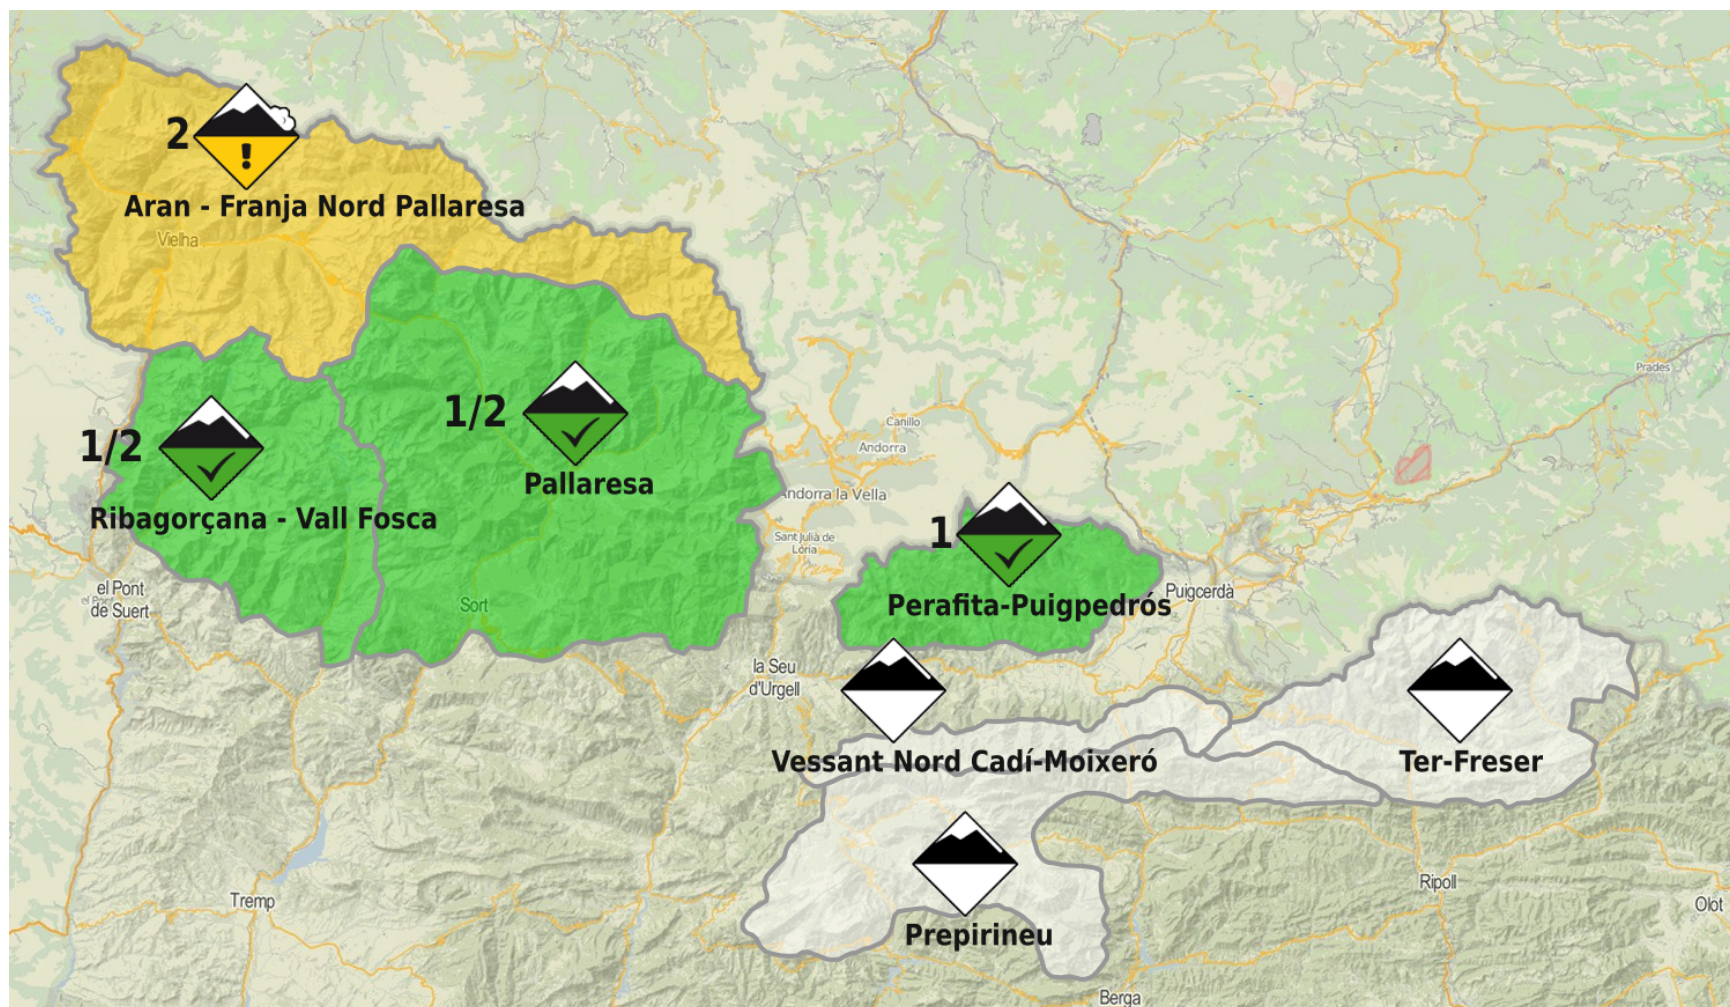 2
!
Aran - Franja Nord Pallaresa
Vielha
Prades
1/2
Canillo
1/2
Andorra
Pallaresa
Andorra la Vella
Ribagorçana - Vall Fosca
1
Sant Julià de
Lòria
el Pont
de Suert
Sort
Perafita-Puigpedrós
Puigcerdà
la Seu
d'Urgell
Vessant Nord Cadí-Moixeró
Ter-Freser
Tremp
Ripoll
Olot
Prepirineu
Berga